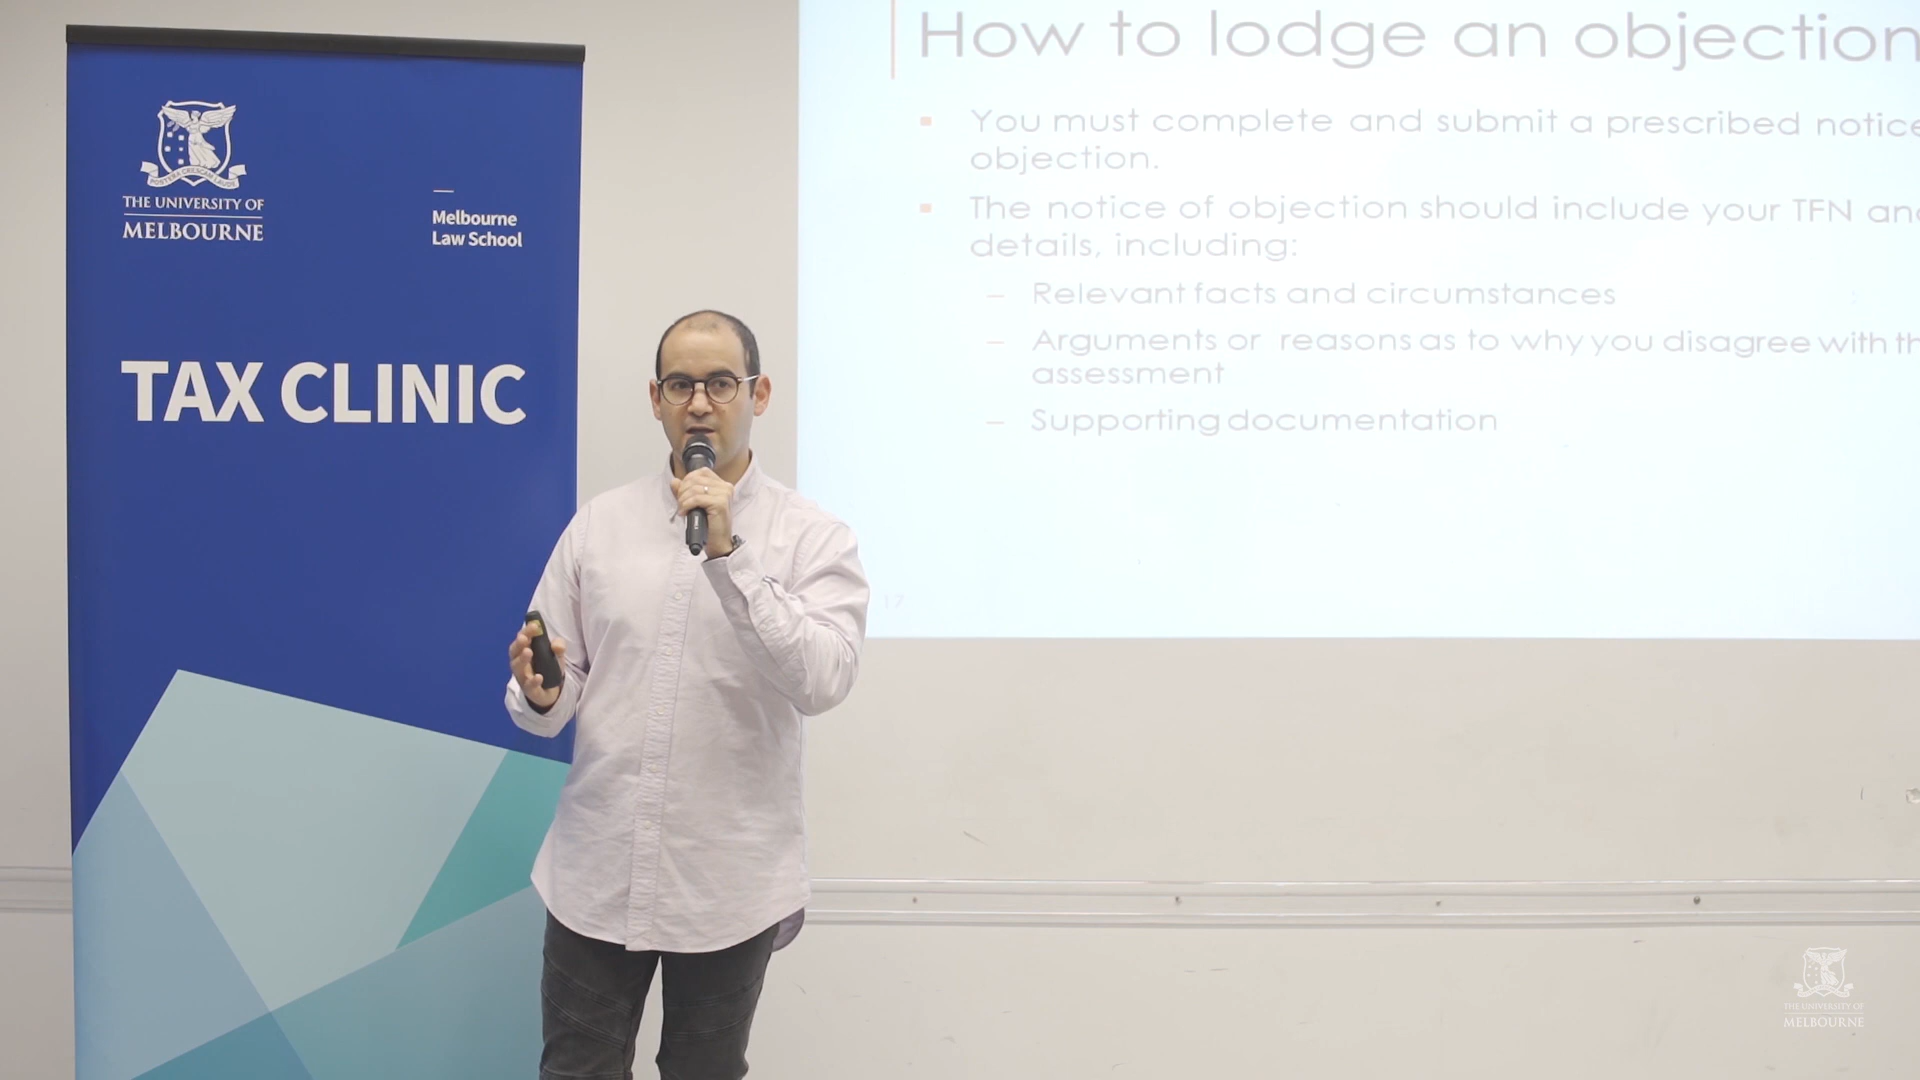 THE UNIVERSITY OF
MELBOURNE
Melbourne
Law School
TAX CLINIC
How to lodge an objection
You must complete and submit a prescribed notice
objection.
The notice of objection should include your TFN
details, including:
Relevant facts and circumstances
Arguments or reasons as to why you disagree with
assessment
Supporting documentation
17
THE UNIVERSITY OF
MELBOURNE